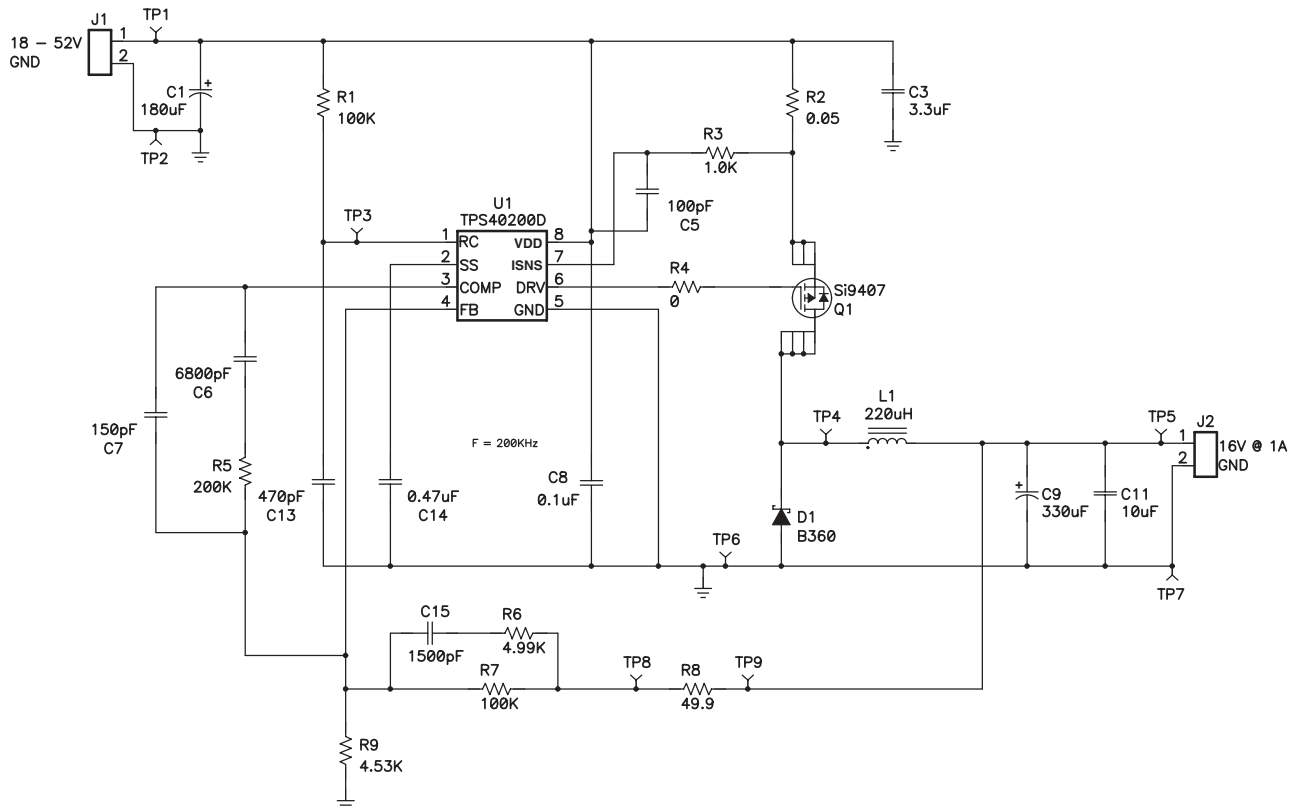 J1
TP1
18 – 52V
GND
1
2
C1
180uF
+
TP2
R1
100K
R2
0.05
C3
3.3uF
R3
1.0K
100pF
C5
U1
TPS40200D
TP3
1 RC VDD 8
2 SS ISNS 7
3 COMP DRV 6
4 FB GND 5
R4
0
Si9407
Q1
6800pF
C6
150pF
C7
R5
200K
470pF
C13
0.47uF
C14
F = 200KHz
C8
0.1uF
TP4
L1
220uH
TP5
J2
1
2
16V @ 1A
GND
D1
B360
+
C9
330uF
C11
10uF
TP6
TP7
C15
1500pF
R6
4.99K
R7
100K
TP8
R8
49.9
TP9
R9
4.53K